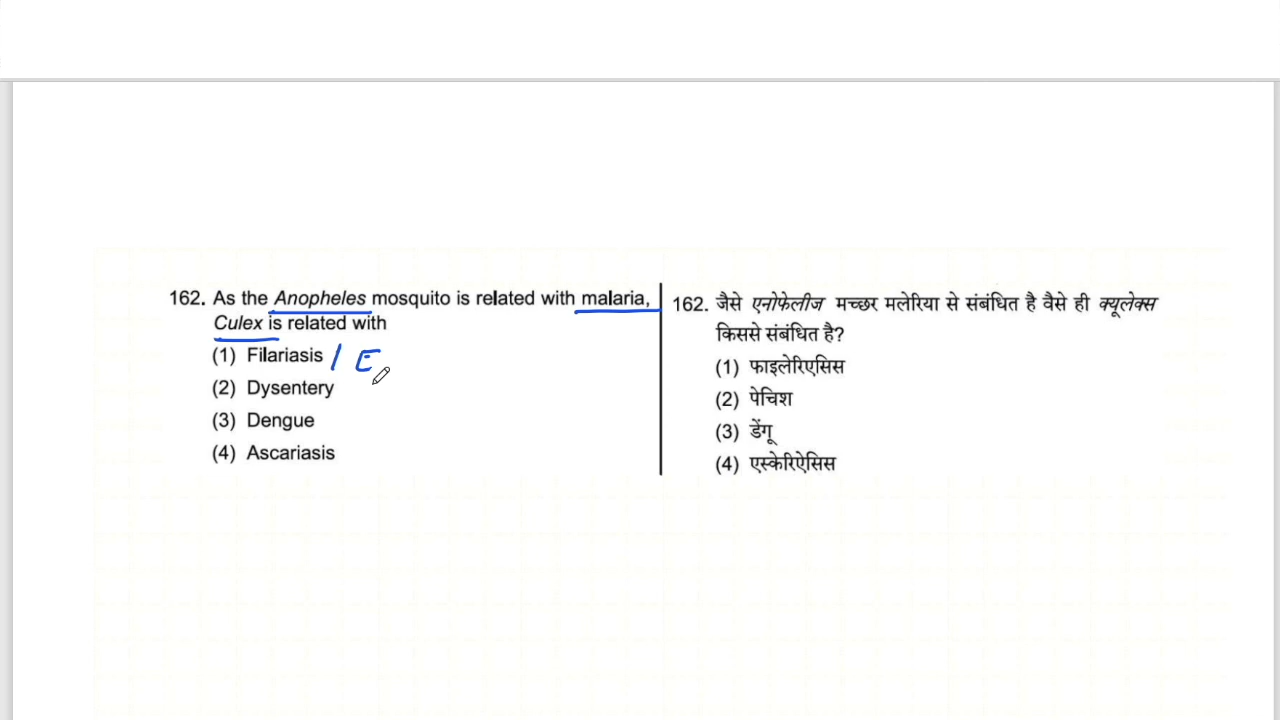 162. As the Anopheles mosquito is related with malaria,
Culex is related with
(1) Filariasis / E
(2) Dysentery
(3) Dengue
(4) Ascariasis
162. जैसे एनोफेलीज मच्छर मलेरिया से संबंधित है वैसे ही क्यूलेक्स
किससे संबंधित है?
(1) फाइलेरिएसिस
(2) पेचिश
(3) डेंगू
(4) एस्केरिऐसिस